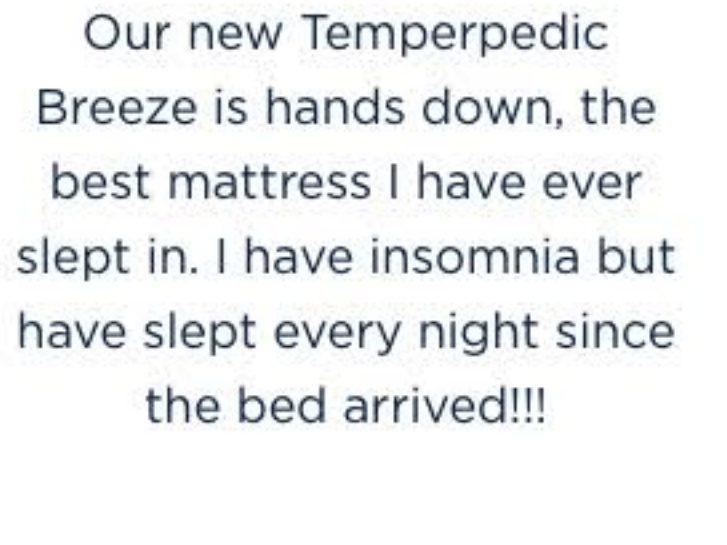 Our new Temperpedic
Breeze is hands down, the
best mattress I have ever
slept in. I have insomnia but
have slept every night since
the bed arrived!!!